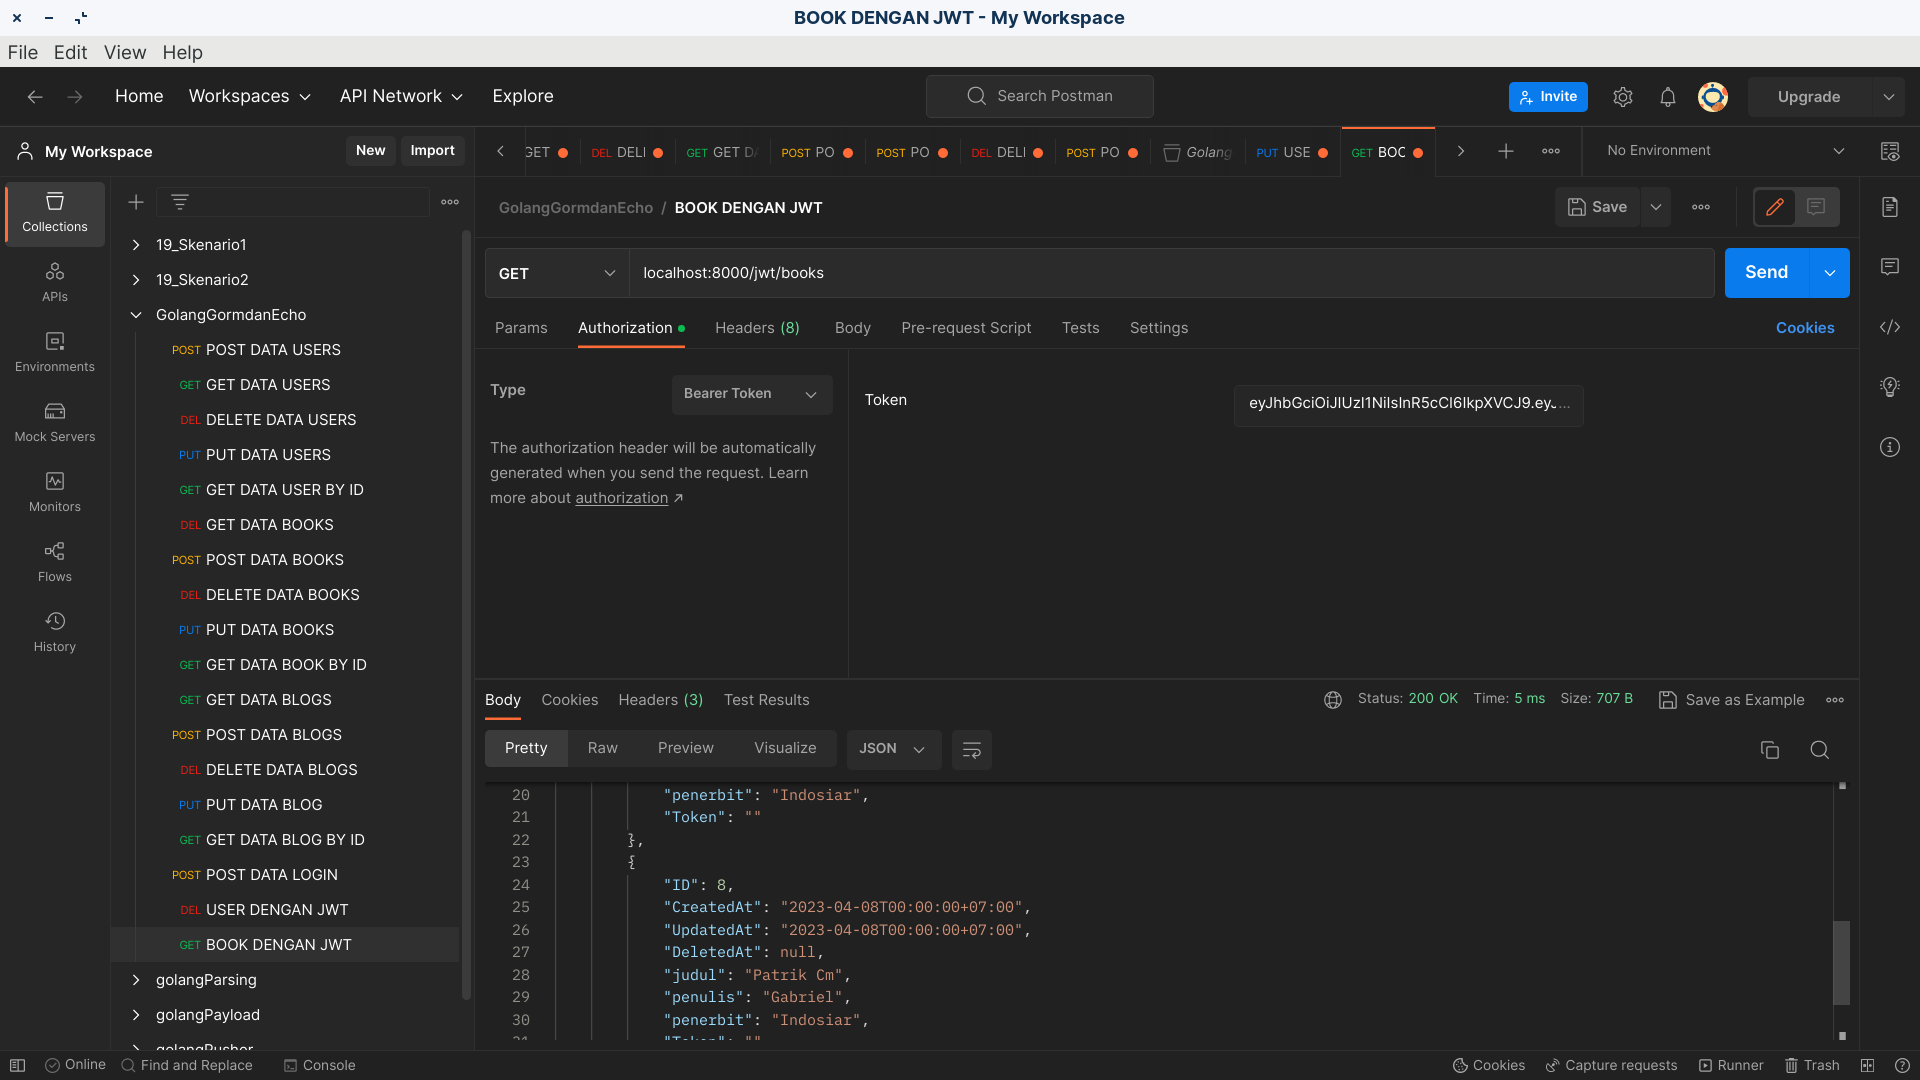 BOOK DENGAN JWT - My Workspace
File Edit View Help
Home Workspaces API Network Explore
Search Postman
Invite
Upgrade
My Workspace
New Import
GET
DEL DELI
GET GET DA
POST PO
POST PO
DEL DELI
POST PO
Golang
PUT USE
GET BOO
No Environment
Collections
APIs
Environments
Mock Servers
Monitors
Flows
History
19_Skenario1
19_Skenario2
GolangGormdanEcho
POST POST DATA USERS
GET GET DATA USERS
DEL DELETE DATA USERS
PUT PUT DATA USERS
GET GET DATA USER BY ID
DEL GET DATA BOOKS
POST POST DATA BOOKS
DEL DELETE DATA BOOKS
PUT PUT DATA BOOKS
GET GET DATA BOOK BY ID
GET GET DATA BLOGS
POST POST DATA BLOGS
DEL DELETE DATA BLOGS
PUT PUT DATA BLOG
GET GET DATA BLOG BY ID
POST POST DATA LOGIN
DEL USER DENGAN JWT
GET BOOK DENGAN JWT
golangParsing
golangPayload
golangPusher
GolangGormdanEcho / BOOK DENGAN JWT
Save
GET localhost:8000/jwt/books
Send
Params Authorization Headers (8) Body Pre-request Script Tests Settings
Cookies
Type Bearer Token
The authorization header will be automatically
generated when you send the request. Learn
more about authorization ↗
Token
Body Cookies Headers (3) Test Results
Status: 200 OK Time: 5 ms Size: 707 B
Save as Example
Pretty Raw Preview Visualize JSON
20 "penerbit": "Indosiar",
21 "Token": ""
22 },
23 {
24 "ID": 8,
25 "CreatedAt": "2023-04-08T00:00:00+07:00",
26 "UpdatedAt": "2023-04-08T00:00:00+07:00",
27 "DeletedAt": null,
28 "judul": "Patrik Cm",
29 "penulis": "Gabriel",
30 "penerbit": "Indosiar",
31 "Token": ""
Online Find and Replace Console
Cookies Capture requests Runner Trash